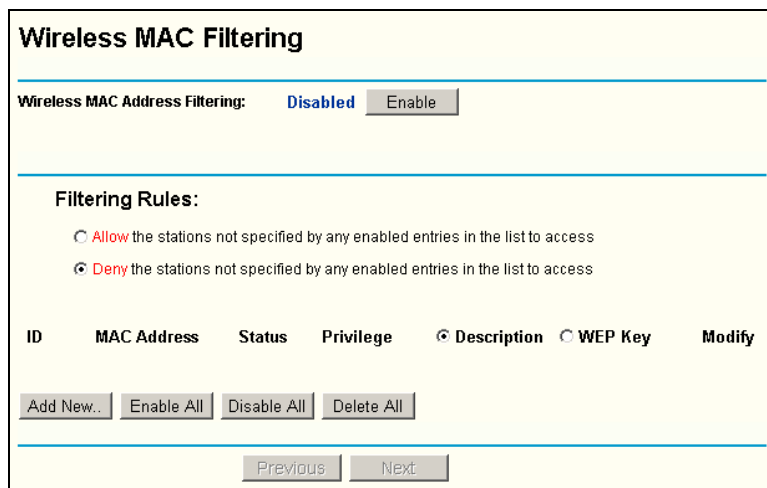 Wireless MAC Filtering
Wireless MAC Address Filtering: Disabled Enable
Filtering Rules:
Allow the stations not specified by any enabled entries in the list to access
Deny the stations not specified by any enabled entries in the list to access
ID MAC Address Status Privilege Description WEP Key Modify
Add New.. Enable All Disable All Delete All
Previous Next